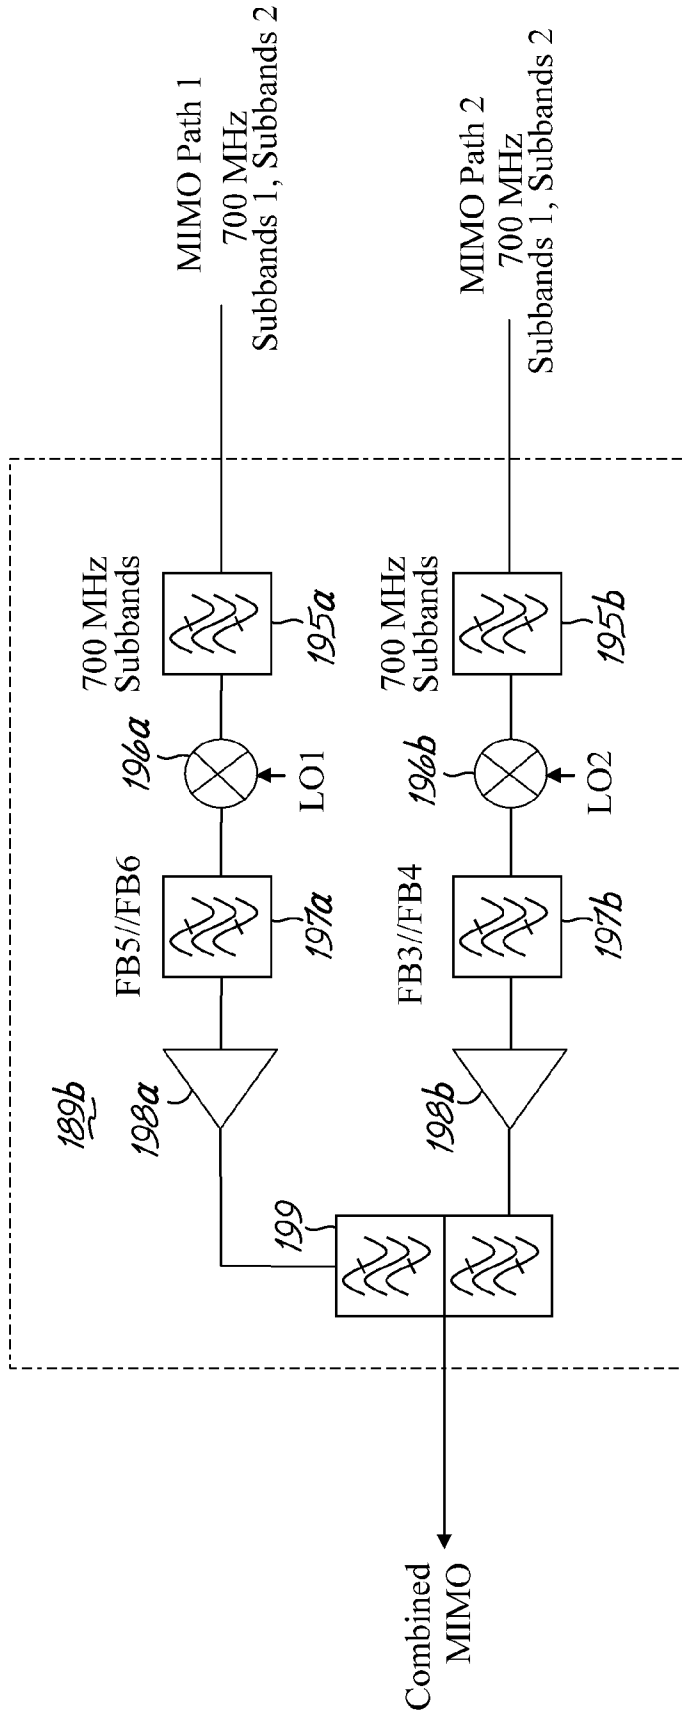 MIMO Path 1
700 MHz
Subbands 1, Subbands 2
700 MHz
Subbands
195a
196a
LO1
FB5//FB6
197a
189b
198a
199
MIMO Path 2
700 MHz
Subbands 1, Subbands 2
700 MHz
Subbands
195b
196b
LO2
FB3//FB4
197b
198b
Combined
MIMO